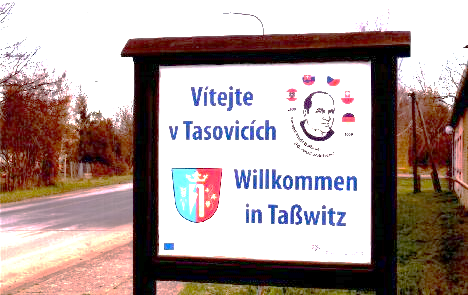 Vítejte
v Tasovicích
Willkommen
in Taßwitz